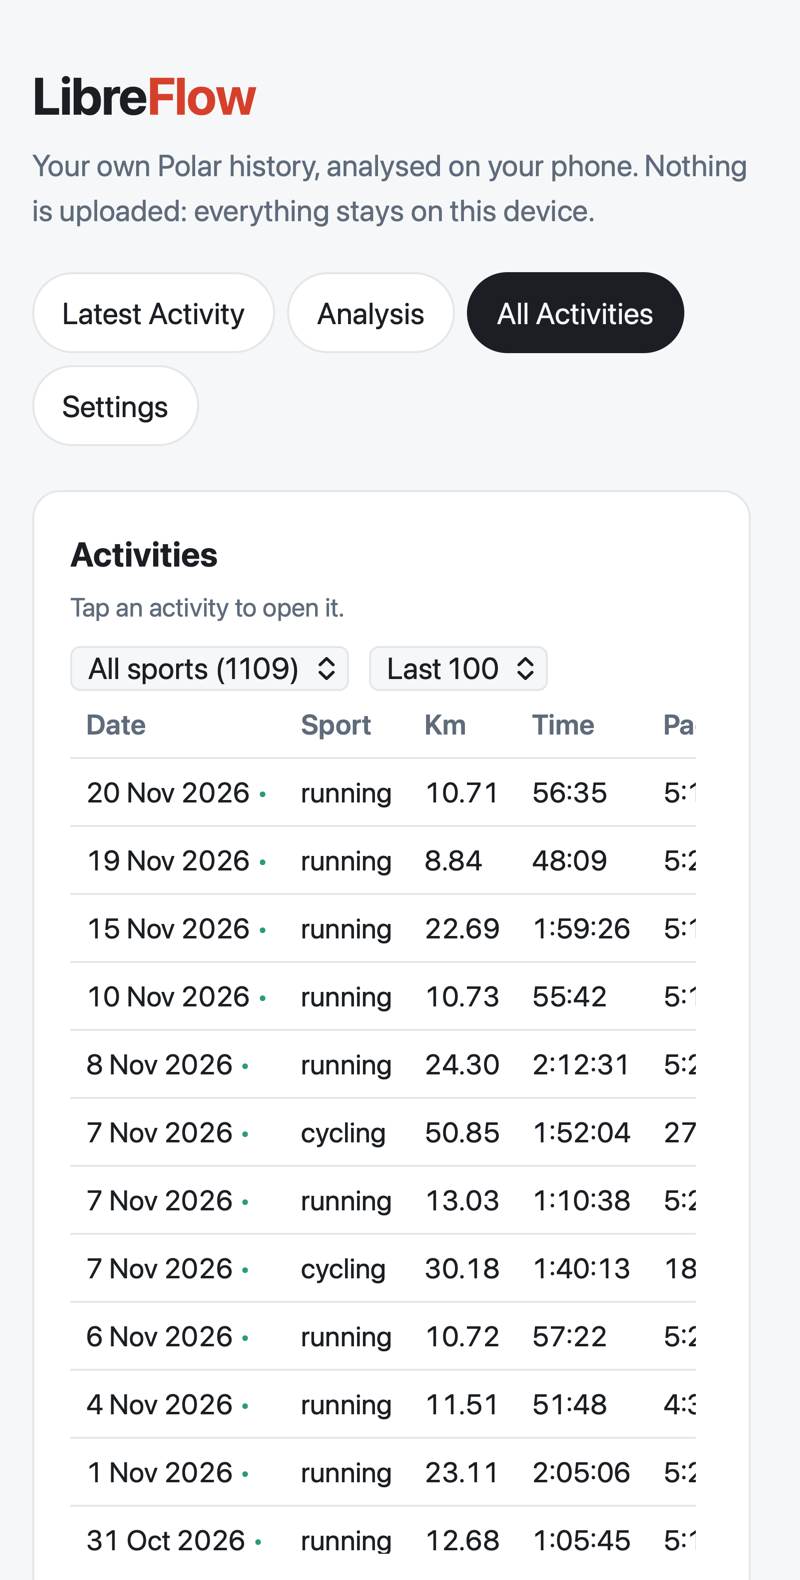 LibreFlow
Your own Polar history, analysed on your phone. Nothing
is uploaded: everything stays on this device.
Latest Activity Analysis All Activities
Settings
Activities
Tap an activity to open it.
All sports (1109) Last 100
Date Sport Km Time
20 Nov 2026 • running 10.71 56:35
19 Nov 2026 • running 8.84 48:09
15 Nov 2026 • running 22.69 1:59:26
10 Nov 2026 • running 10.73 55:42
8 Nov 2026 • running 24.30 2:12:31
7 Nov 2026 • cycling 50.85 1:52:04
7 Nov 2026 • running 13.03 1:10:38
7 Nov 2026 • cycling 30.18 1:40:13
6 Nov 2026 • running 10.72 57:22
4 Nov 2026 • running 11.51 51:48
1 Nov 2026 • running 23.11 2:05:06
31 Oct 2026 • running 12.68 1:05:45